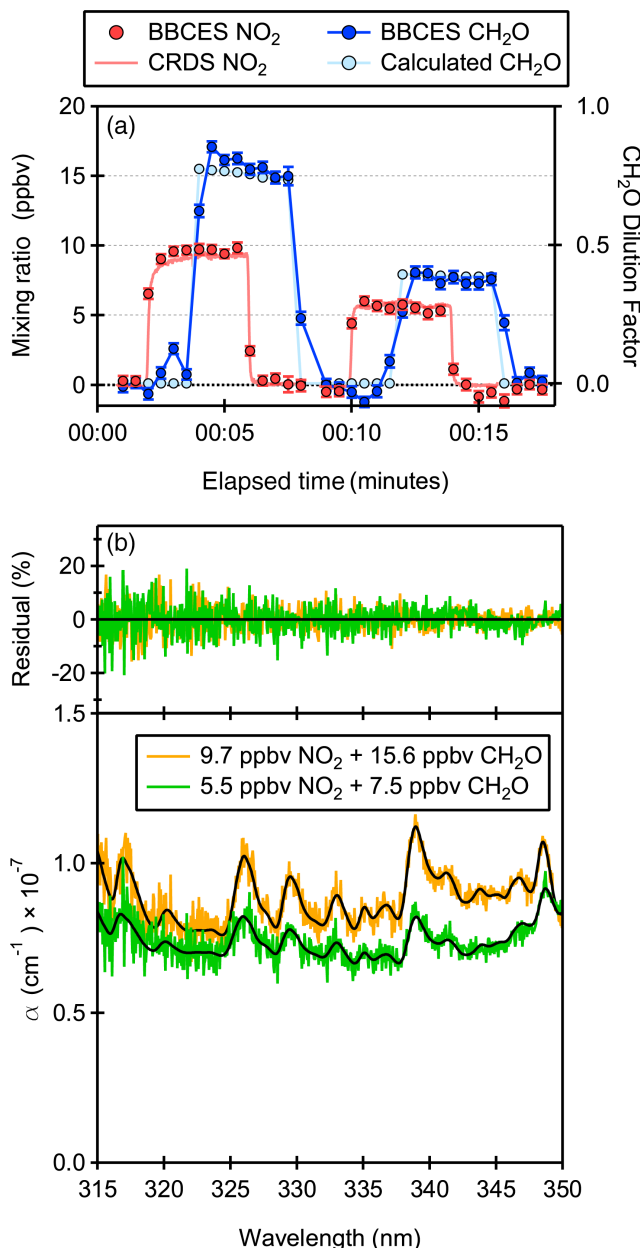 BBCES NO₂ BBCES CH₂O
CRDS NO₂ Calculated CH₂O
(a)
20
15
10
5
0
Mixing ratio (ppbv)
1.0
0.5
0.0
CH₂O Dilution Factor
00:00 00:05 00:10 00:15
Elapsed time (minutes)
(b)
20
0
-20
Residual (%)
1.5
9.7 ppbv NO₂ + 15.6 ppbv CH₂O
5.5 ppbv NO₂ + 7.5 ppbv CH₂O
1.0
0.5
0.0
α (cm⁻¹) × 10⁻⁷
315 320 325 330 335 340 345 350
Wavelength (nm)